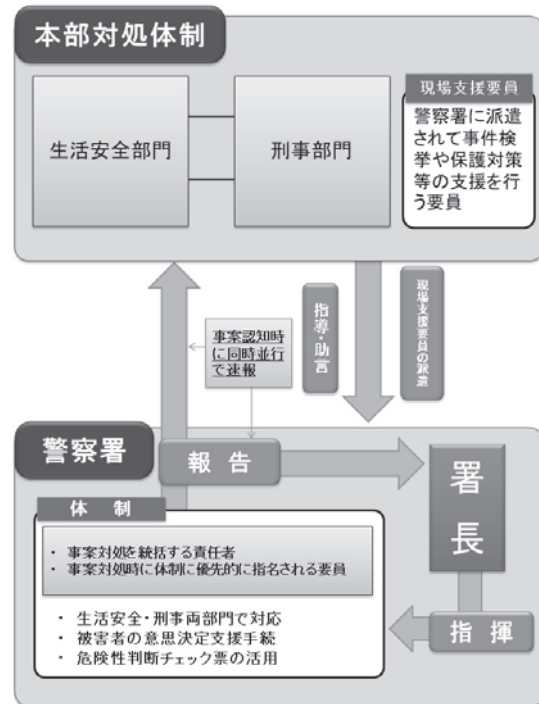 本部対処体制
生活安全部門
刑事部門
現場支援要員
警察署に派遣
されて事件検
挙や保護対策
等の支援を行
う要員
事案認知時
に同時並行
で速報
指導・助言
現場支援要員の派遣
警察署
報告
署長
体制
・ 事案対処を統括する責任者
・ 事案対処時に体制に優先的に指名される要員
・ 生活安全・刑事両部門で対応
・ 被害者の意思決定支援手続
・ 危険性判断チェック票の活用
指揮